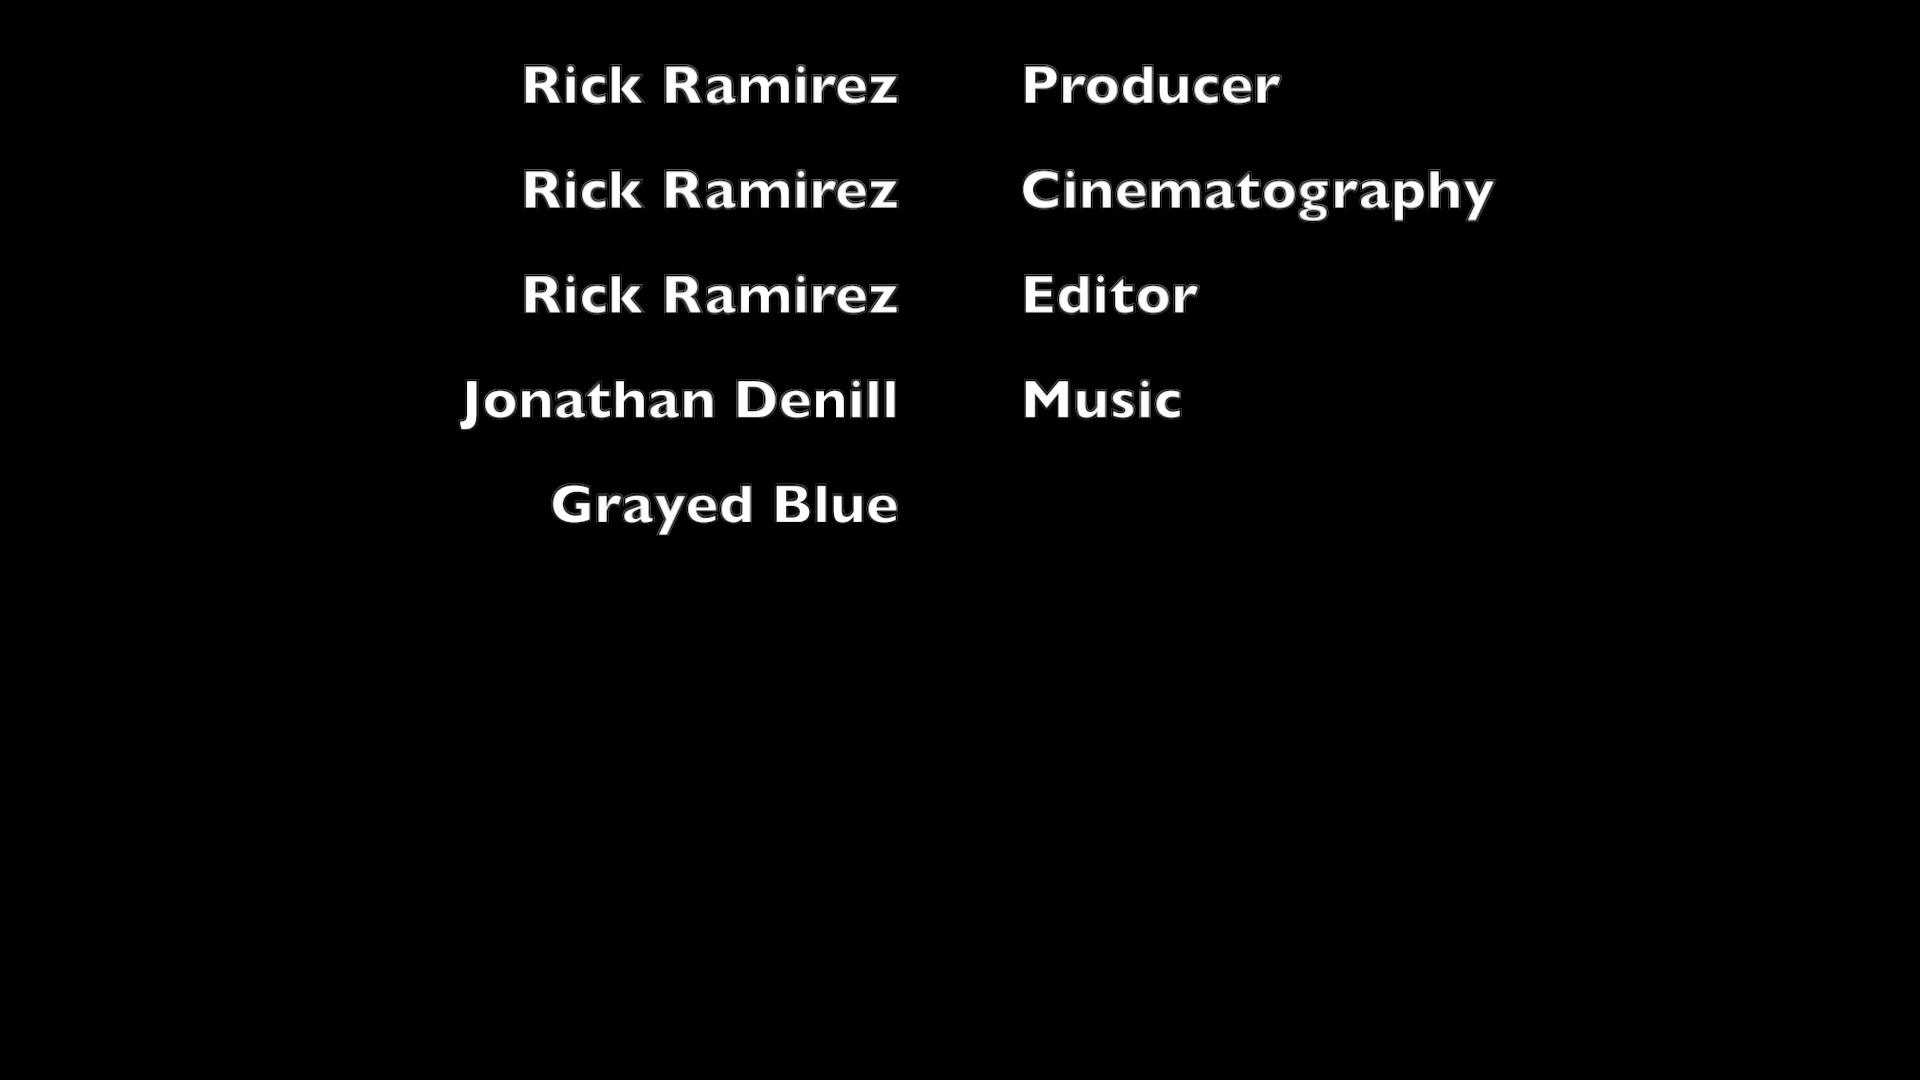 Rick Ramirez Producer
Rick Ramirez Cinematography
Rick Ramirez Editor
Jonathan Denill Music
Grayed Blue